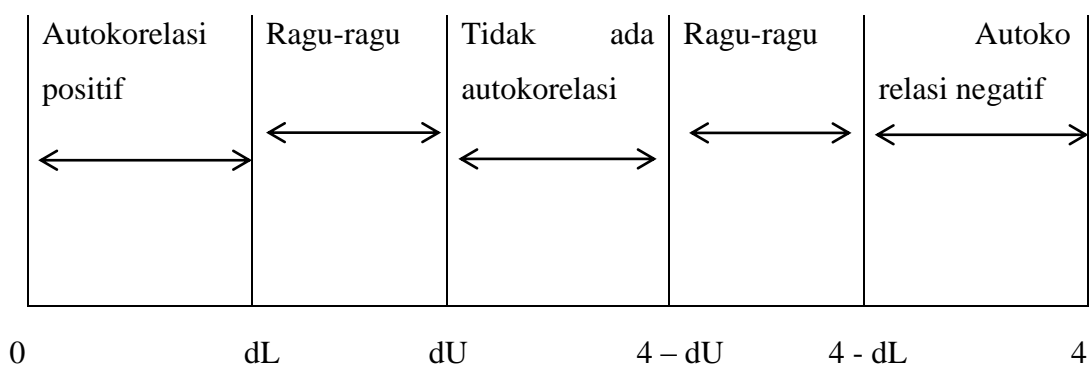 Autokorelasi positif
Ragu-ragu
Tidak ada autokorelasi
Ragu-ragu
Autoko
relasi negatif
0 dL dU 4 – dU 4 - dL 4